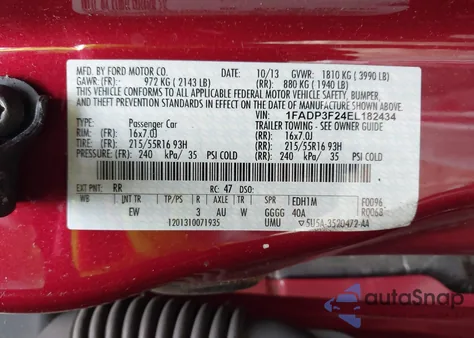 MFD. BY FORD MOTOR CO.
DATE: 10/13 GVWR: 1810 KG ( 3990 LB)
GAWR: (FR): 972 KG ( 2143 LB) (RR): 880 KG ( 1940 LB)
THIS VEHICLE CONFORMS TO ALL APPLICABLE FEDERAL MOTOR VEHICLE SAFETY, BUMPER,
AND THEFT PREVENTION STANDARDS IN EFFECT ON THE DATE OF MANUFACTURE SHOWN ABOVE.
VIN: 1FADP3F24EL182434
TYPE: Passenger Car TRAILER TOWING - SEE OWNER GUIDE
RIM: (FR): 16x7.0J (RR): 16x7.0J
TIRE: (FR): 215/55R16 93H (RR): 215/55R16 93H
PRESSURE: (FR): 240 kPa/ 35 PSI COLD (RR): 240 kPa/ 35 PSI COLD
EXT PNT: RR RC: 47 DSO:
WB INT TR TP/PS R AXLE TR EDH1M F0096
EW 3 AU W GGGG 40A R0068
1201310071935 UMU 5U5A-3520472-AA
autoSnap